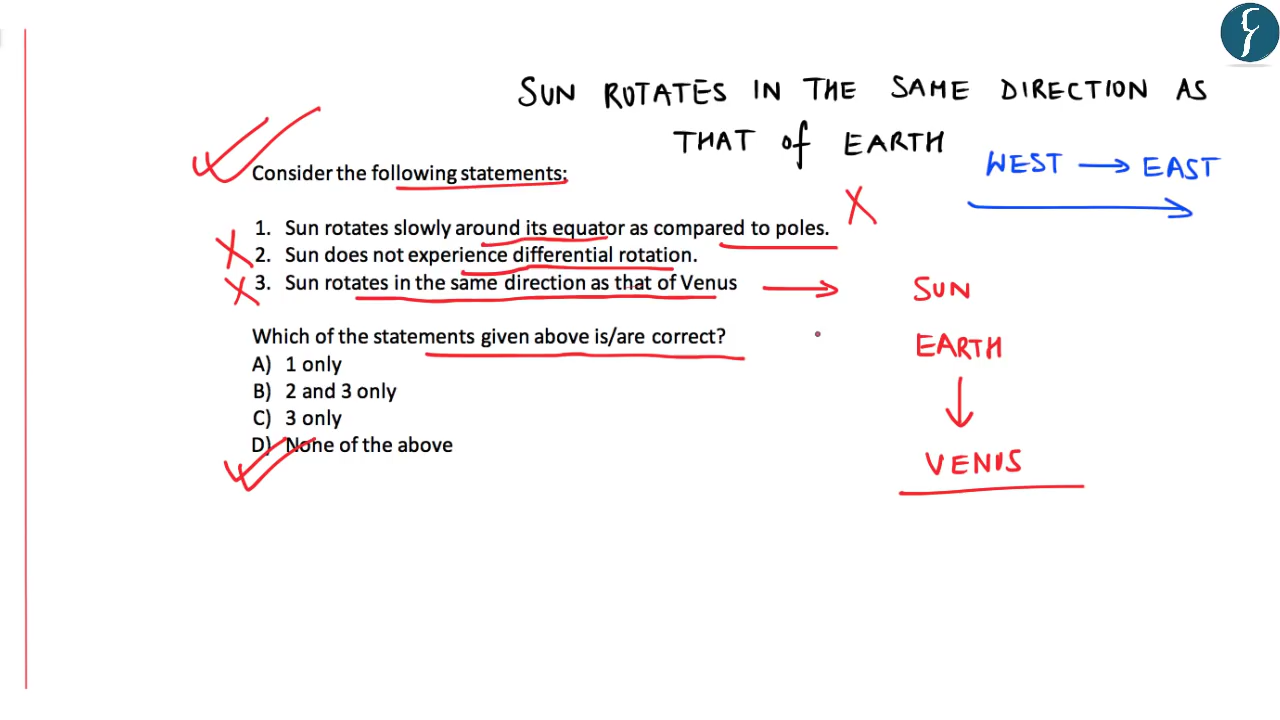 SUN ROTATES IN THE SAME DIRECTION AS
THAT of EARTH
WEST → EAST
Consider the following statements:
1. Sun rotates slowly around its equator as compared to poles.
2. Sun does not experience differential rotation.
3. Sun rotates in the same direction as that of Venus
SUN
Which of the statements given above is/are correct?
EARTH
A) 1 only
B) 2 and 3 only
C) 3 only
D) None of the above
VENUS